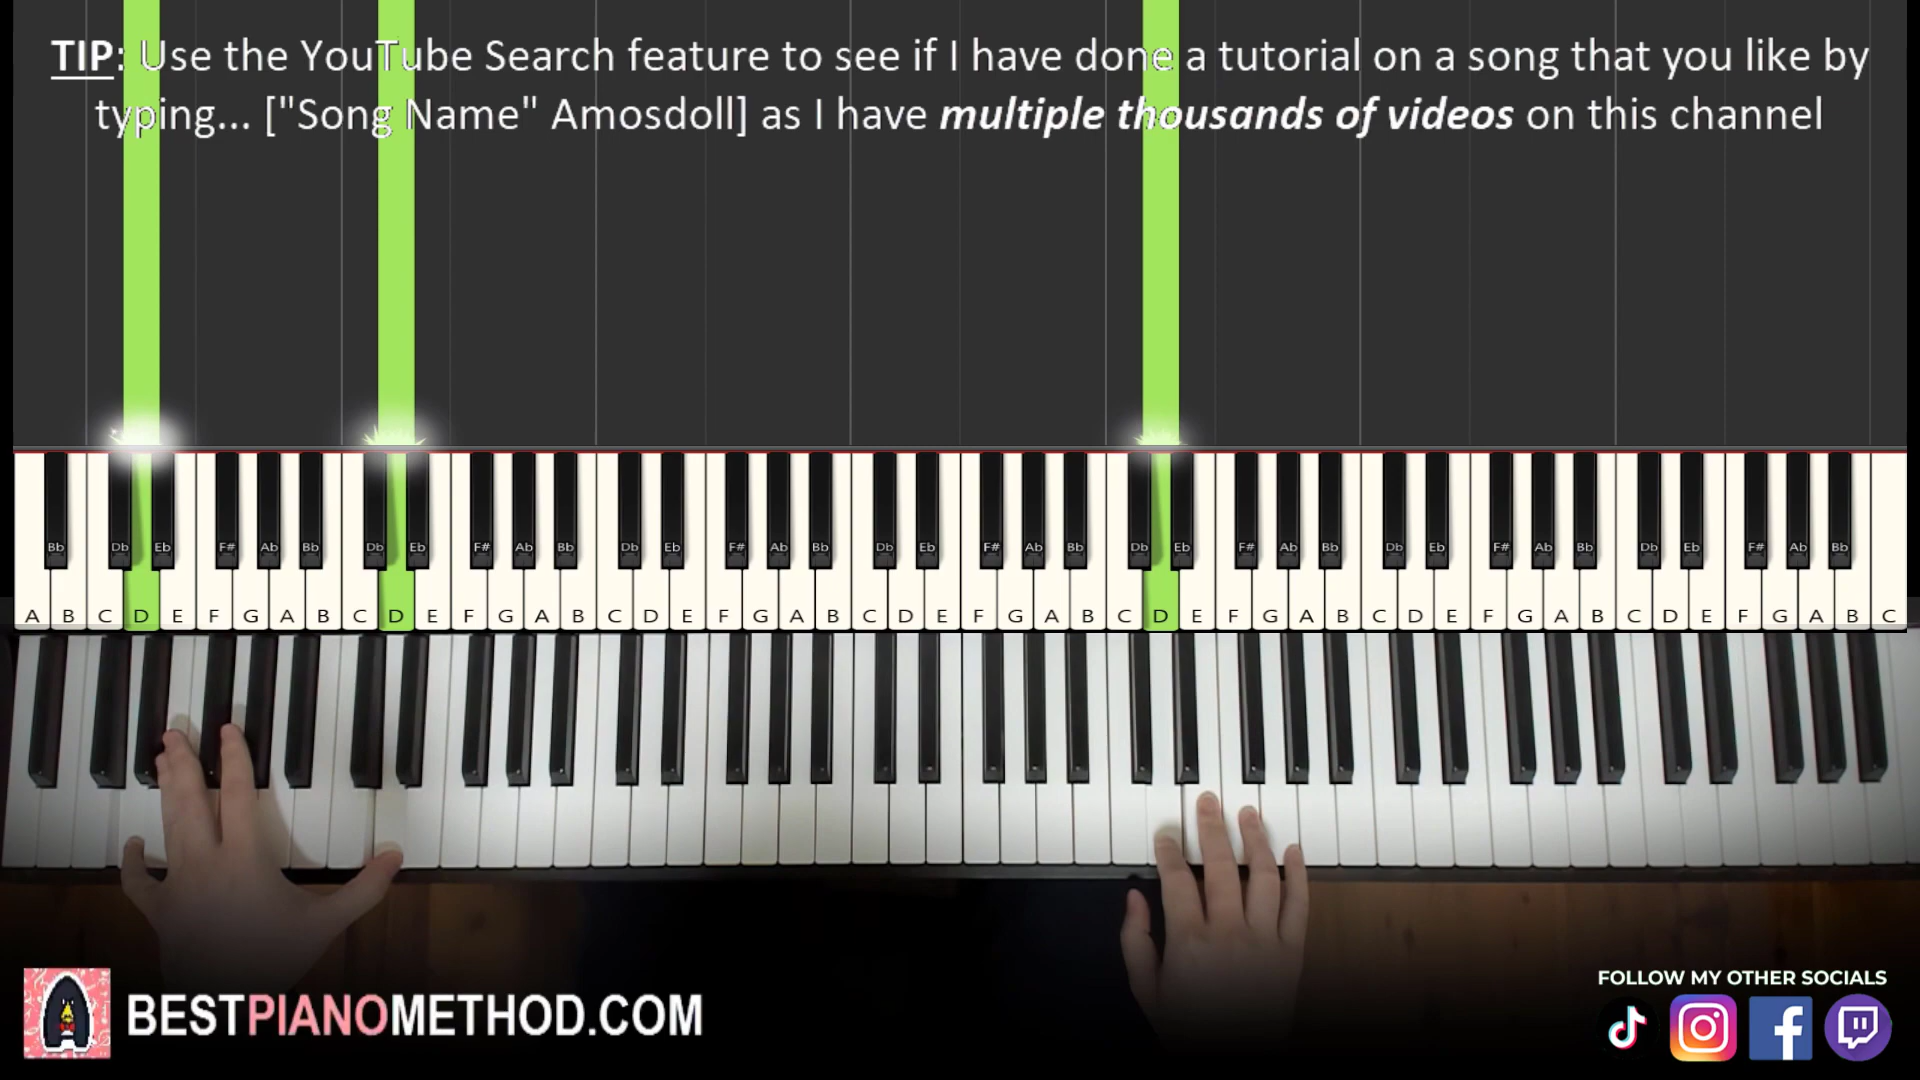 TIP: Use the YouTube Search feature to see if I have done a tutorial on a song that you like by
typing... ["Song Name" Amosdoll] as I have multiple thousands of videos on this channel
Bb Db Eb F# Ab Bb Db Eb F# Ab Bb Db Eb F# Ab Bb Db Eb F# Ab Bb Db Eb F# Ab Bb Db Eb F# Ab Bb Db Eb F# Ab Bb
A B C D E F G A B C D E F G A B C D E F G A B C D E F G A B C D E F G A B C D E F G A B C D E F G A B C
FOLLOW MY OTHER SOCIALS
BESTPIANOMETHOD.COM